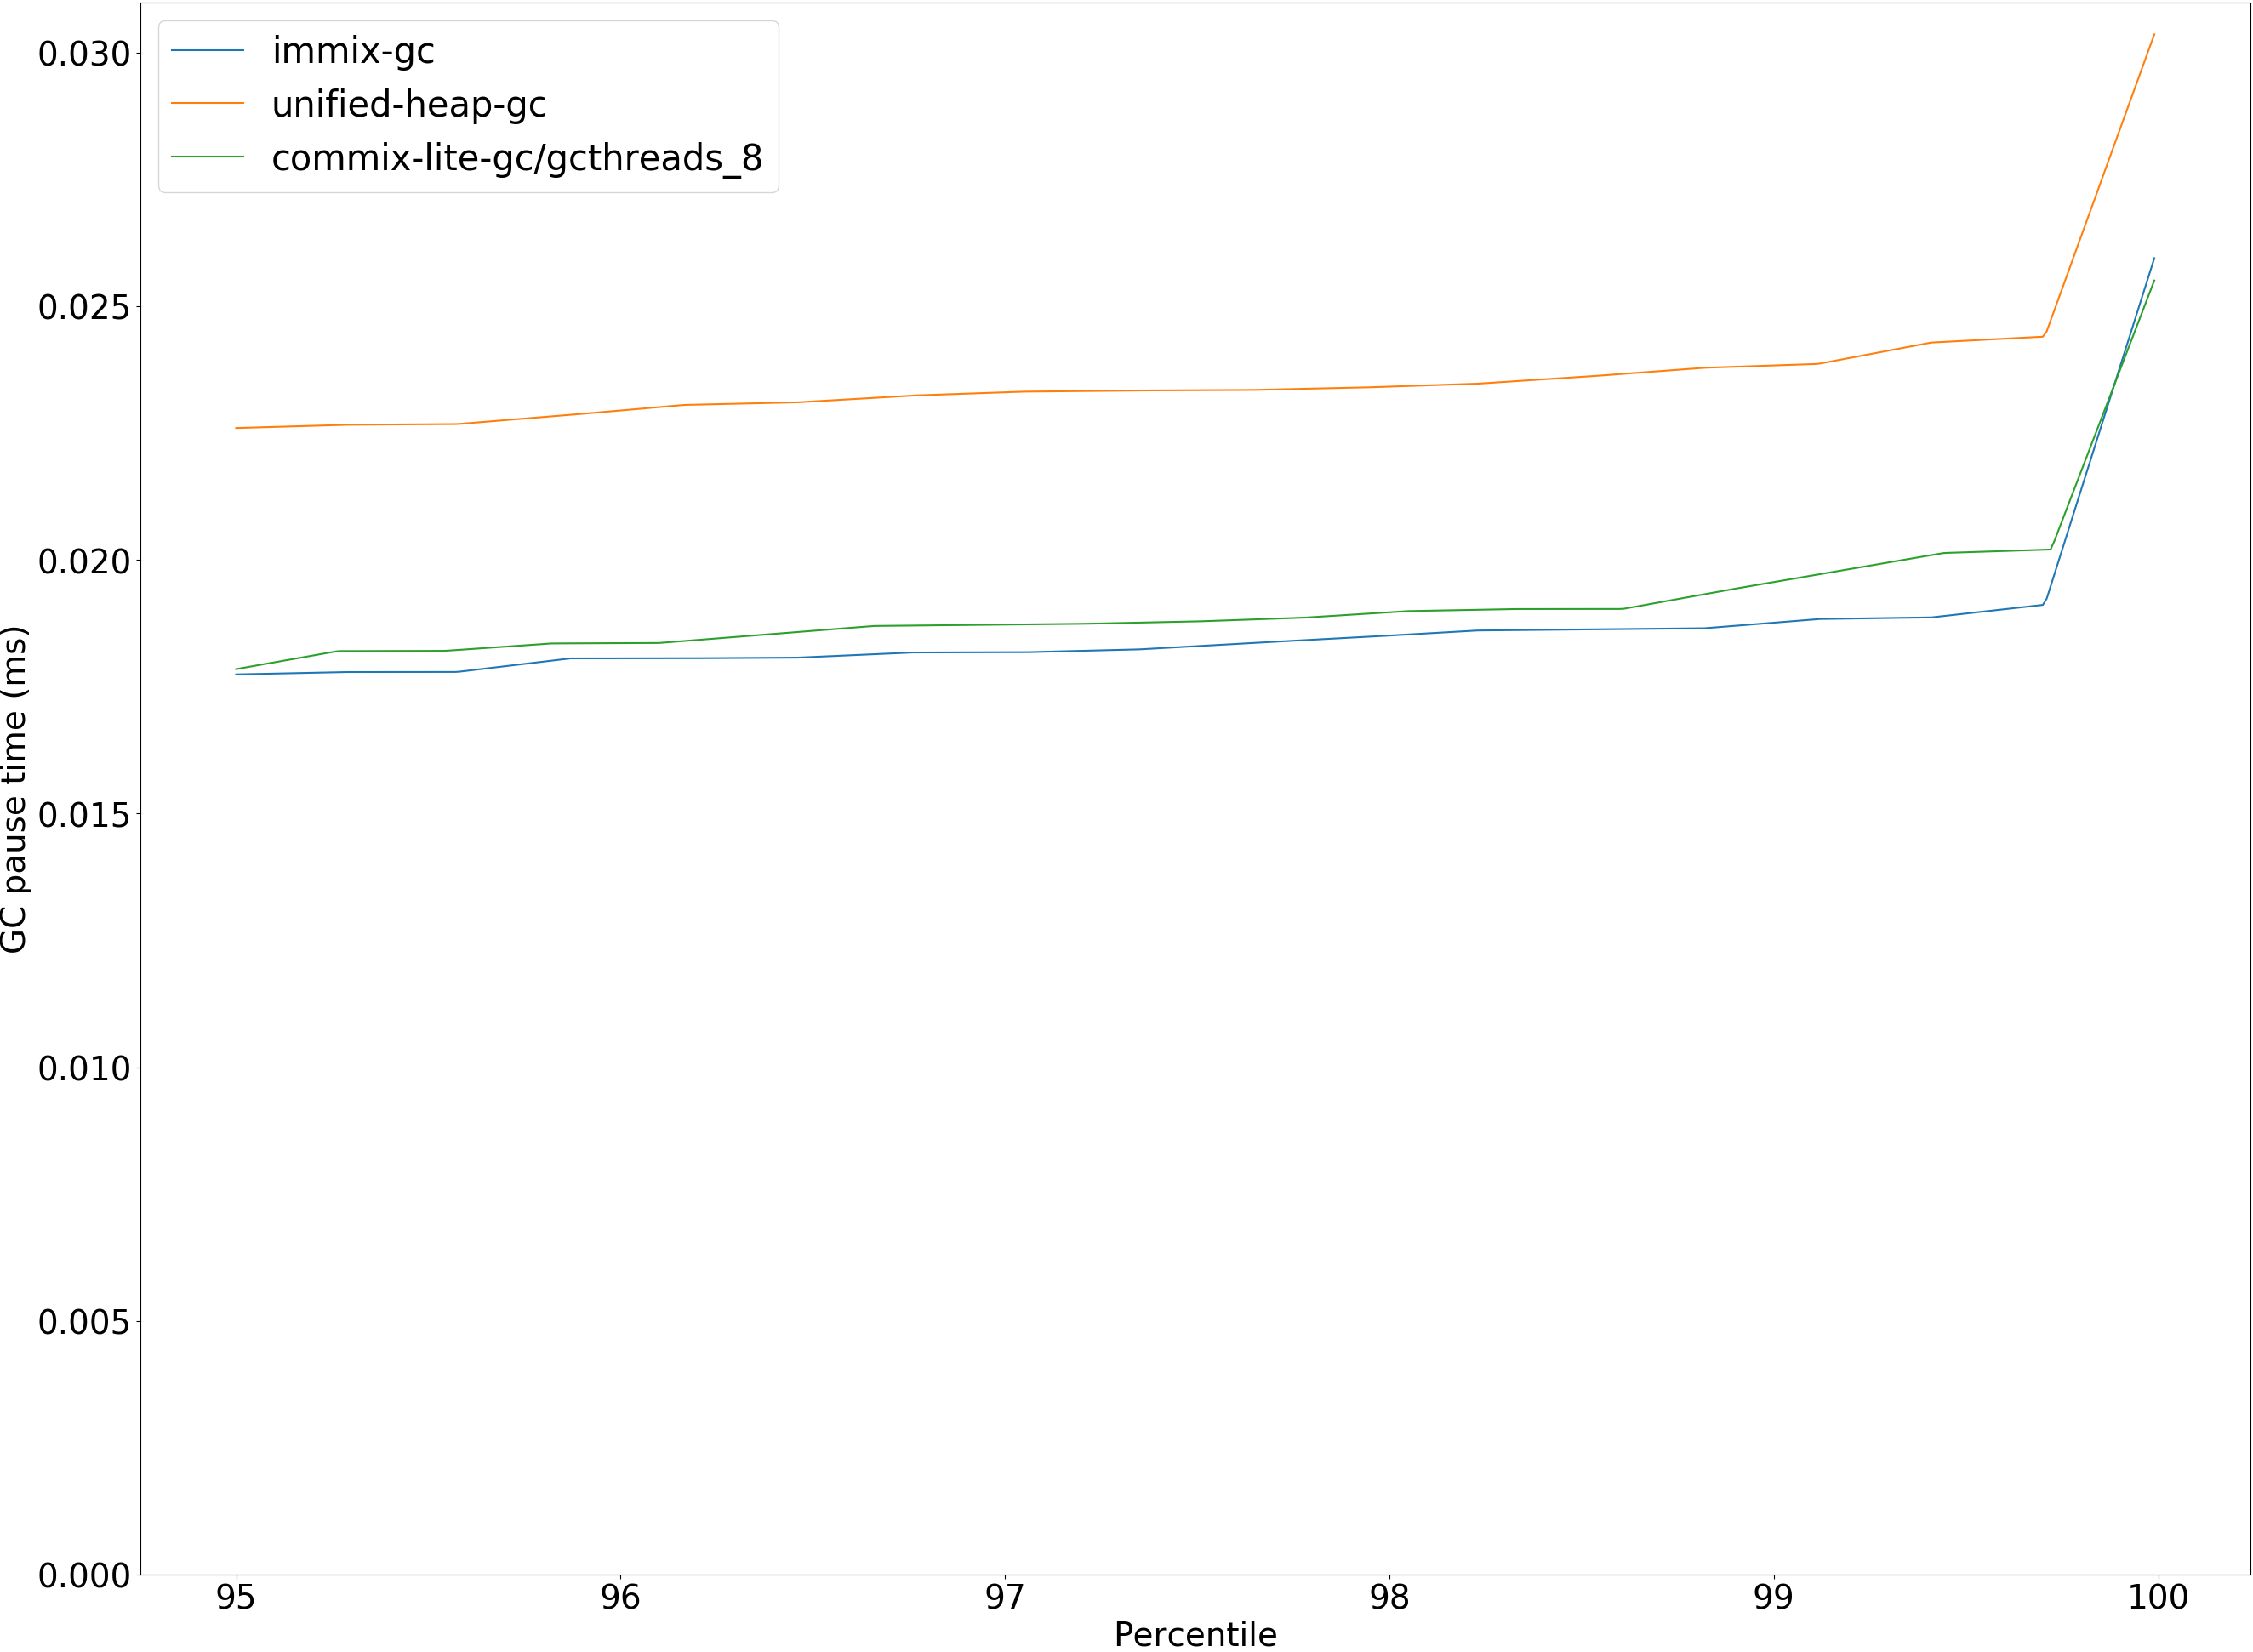 immix-gc
unified-heap-gc
commix-lite-gc/gcthreads_8
GC pause time (ms)
0.030
0.025
0.020
0.015
0.010
0.005
0.000
95 96 97 98 99 100
Percentile